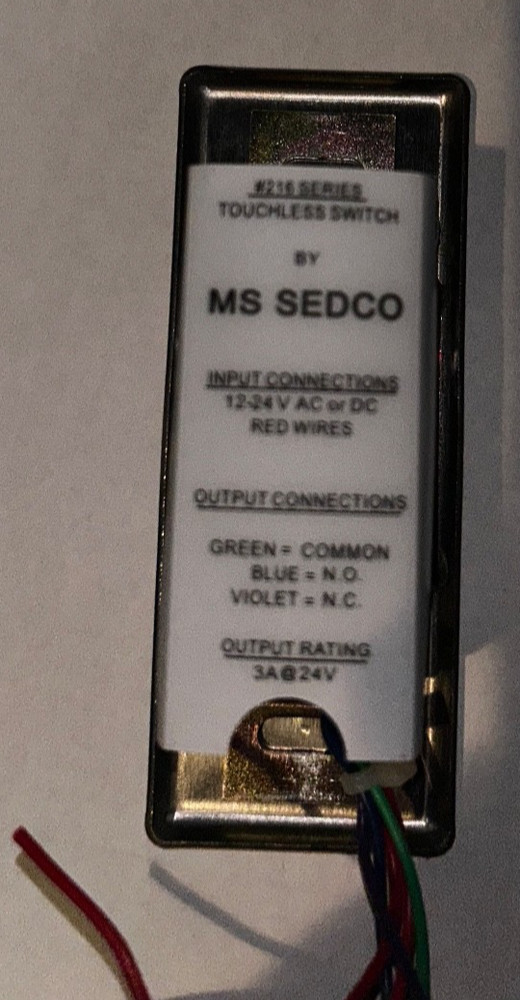 #216 SERIES
TOUCHLESS SWITCH
BY
MS SEDCO
INPUT CONNECTIONS
12-24 V AC or DC
RED WIRES
OUTPUT CONNECTIONS
GREEN = COMMON
BLUE = N.O.
VIOLET = N.C.
OUTPUT RATING
3A@24V